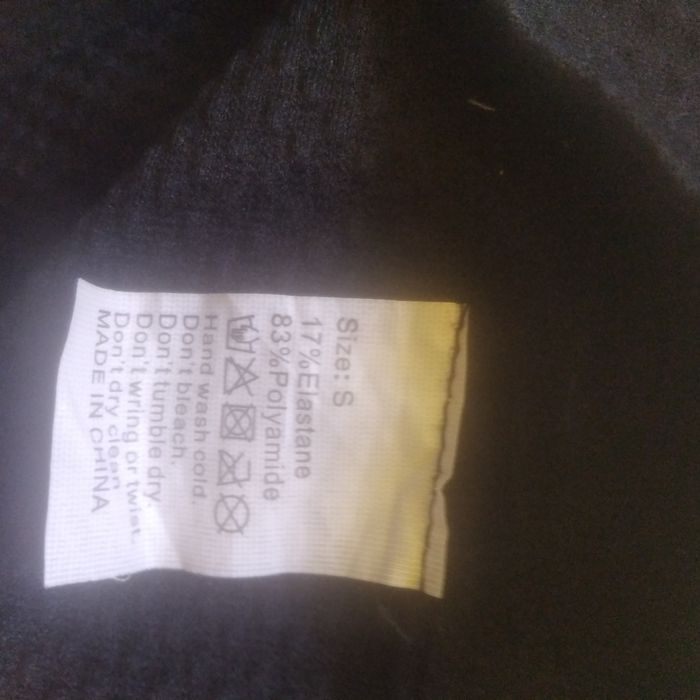 Size: S
17%Elastane
83%Polyamide
Hand wash cold.
Don't bleach.
Don't tumble dry.
Don't wring or twist.
Don't dry clean
MADE IN CHINA